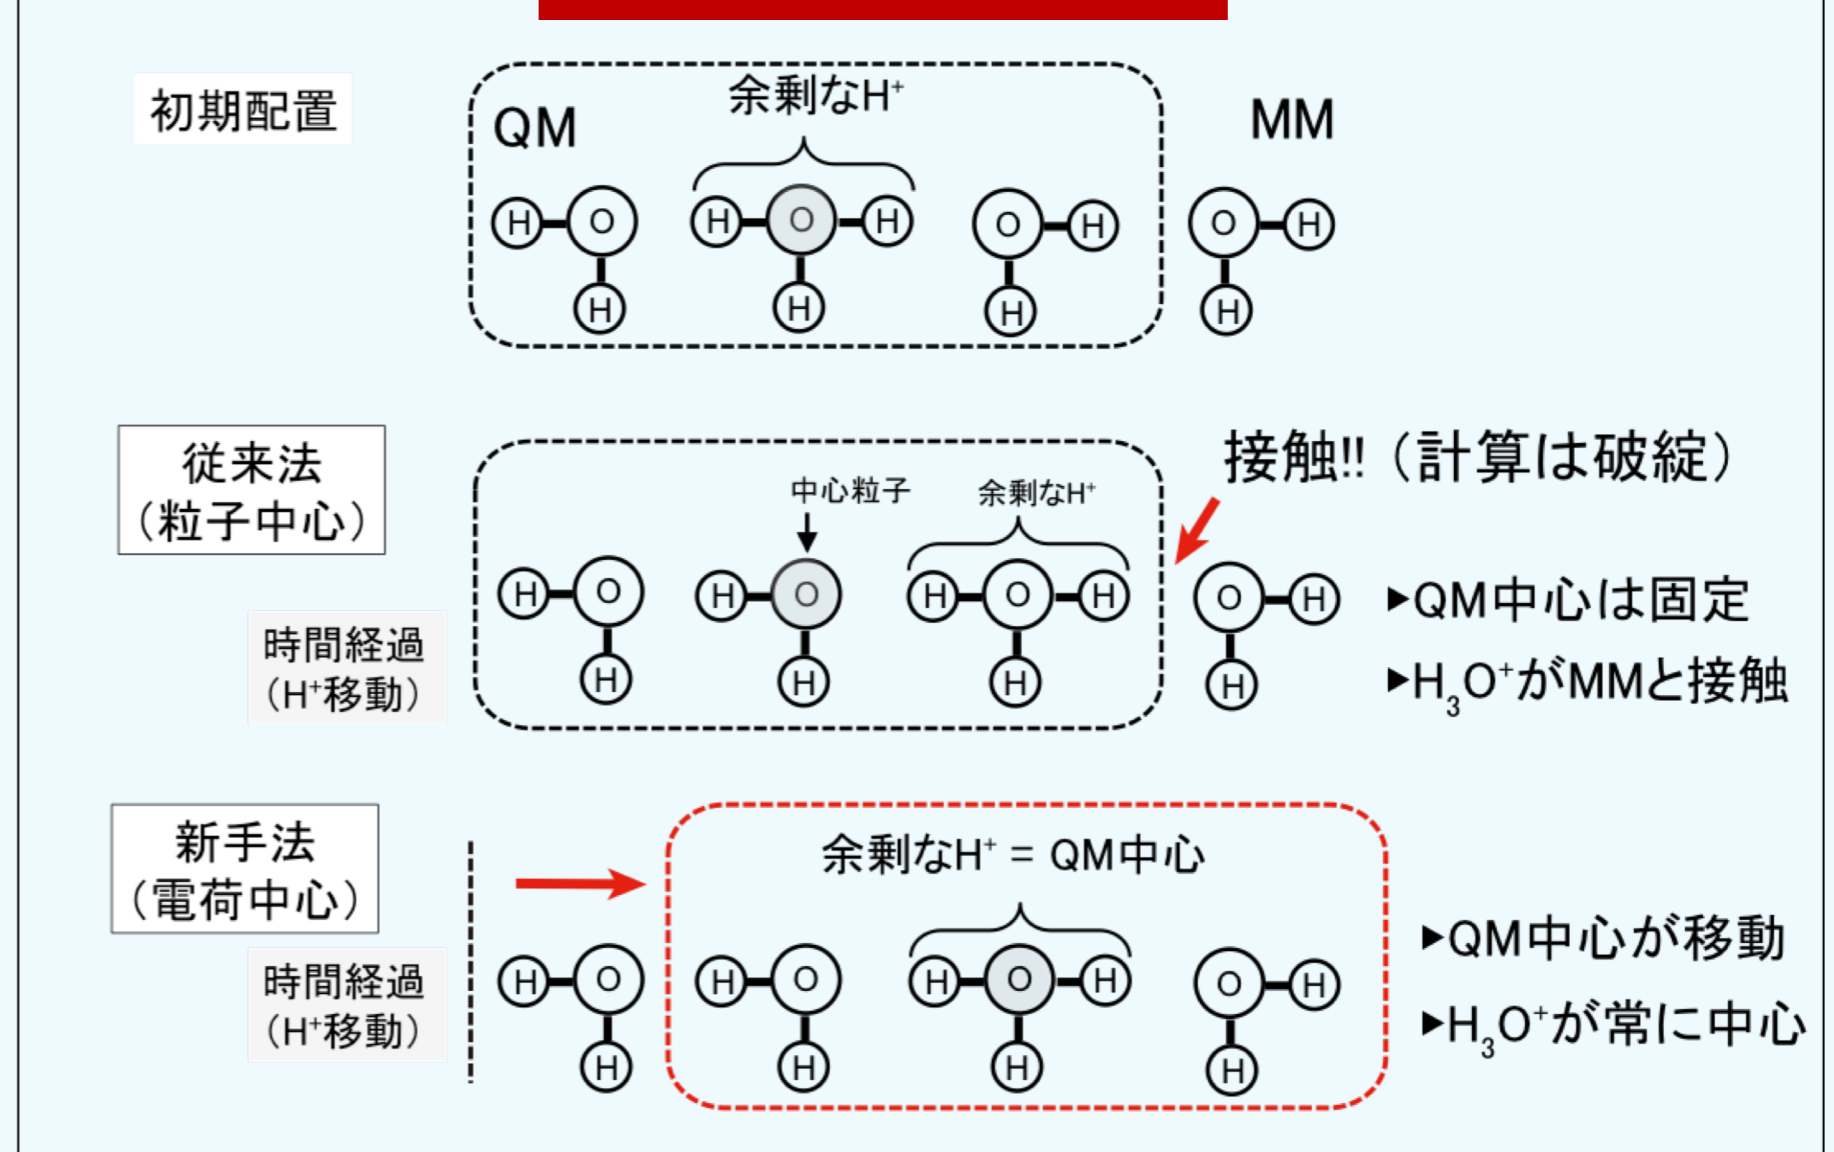 初期配置
QM
余剰なH⁺
MM
H O H O H O H O H
H H H H
従来法
（粒子中心）
接触!!（計算は破綻）
中心粒子
余剰なH⁺
H O H O H O H O H
H H H H
時間経過
（H⁺移動）
▶QM中心は固定
▶H₃O⁺がMMと接触
新手法
（電荷中心）
余剰なH⁺ = QM中心
H O H O H O H O H
H H H H
時間経過
（H⁺移動）
▶QM中心が移動
▶H₃O⁺が常に中心